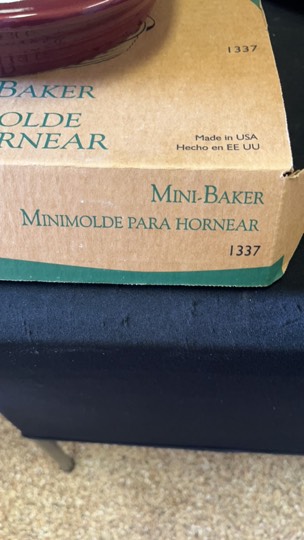 1337
BAKER
OLDE
RNEAR
Made in USA
Hecho en EE UU
MINI-BAKER
MINIMOLDE PARA HORNEAR
1337